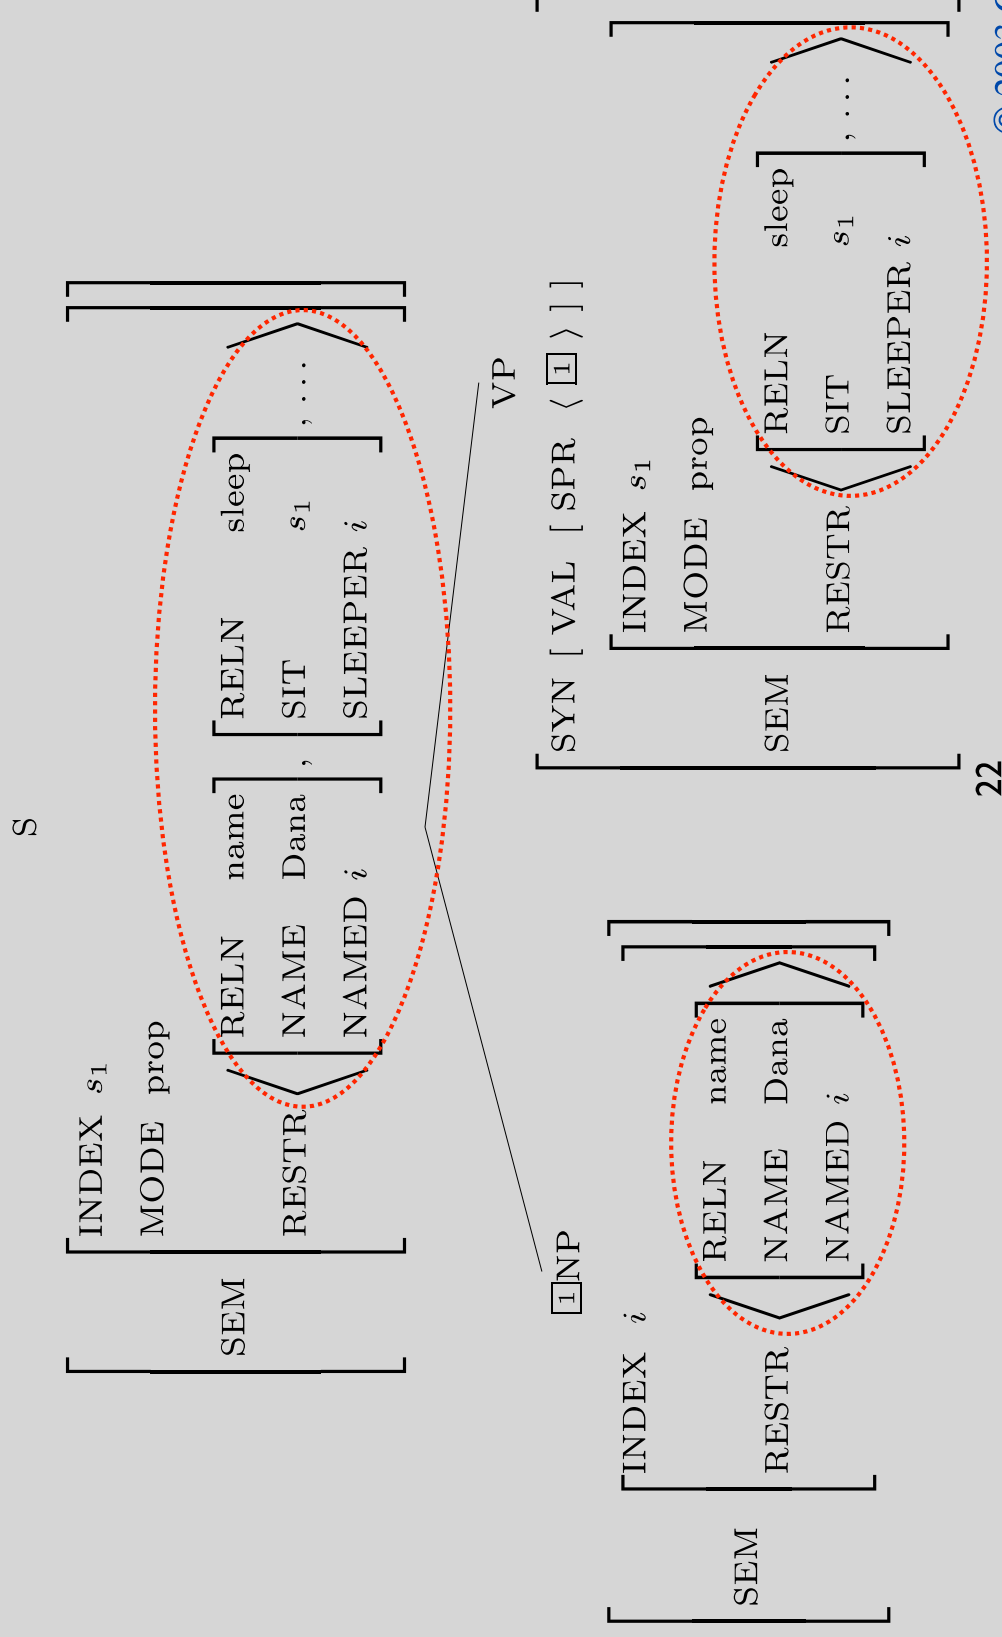 S
SEM
INDEX s1
MODE prop
RESTR ⟨ [ RELN name
NAME Dana
NAMED i ] , [ RELN sleep
SIT s1
SLEEPER i ] , . . . ⟩
1 NP
SEM
INDEX i
RESTR ⟨ [ RELN name
NAME Dana
NAMED i ] ⟩
VP
SYN [ VAL [ SPR ⟨ 1 ⟩ ] ]
SEM
INDEX s1
MODE prop
RESTR ⟨ [ RELN sleep
SIT s1
SLEEPER i ] , . . . ⟩
22
© 2003